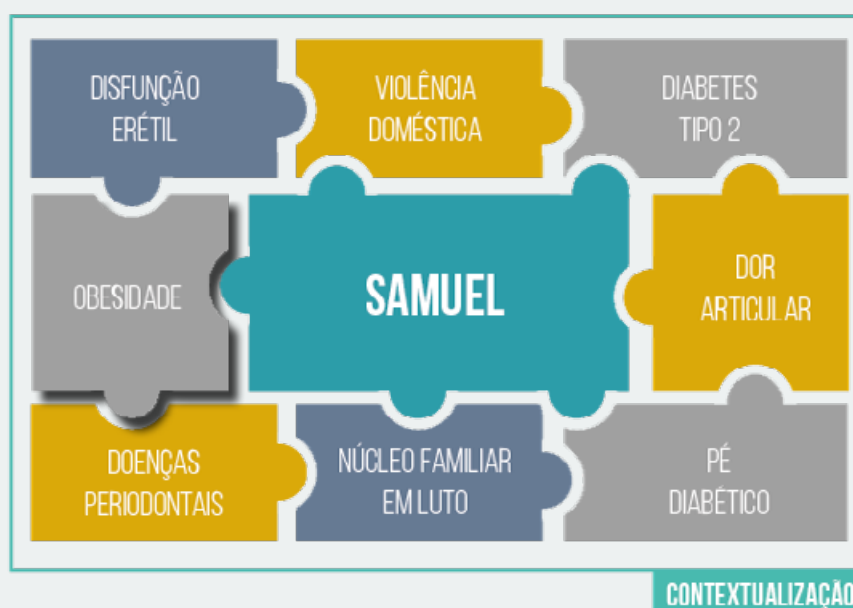 DISFUNÇÃO
ERÉTIL
VIOLÊNCIA
DOMÉSTICA
DIABETES
TIPO 2
OBESIDADE
SAMUEL
DOR
ARTICULAR
DOENÇAS
PERIODONTAIS
NÚCLEO FAMILIAR
EM LUTO
PÉ
DIABÉTICO
CONTEXTUALIZAÇÃO